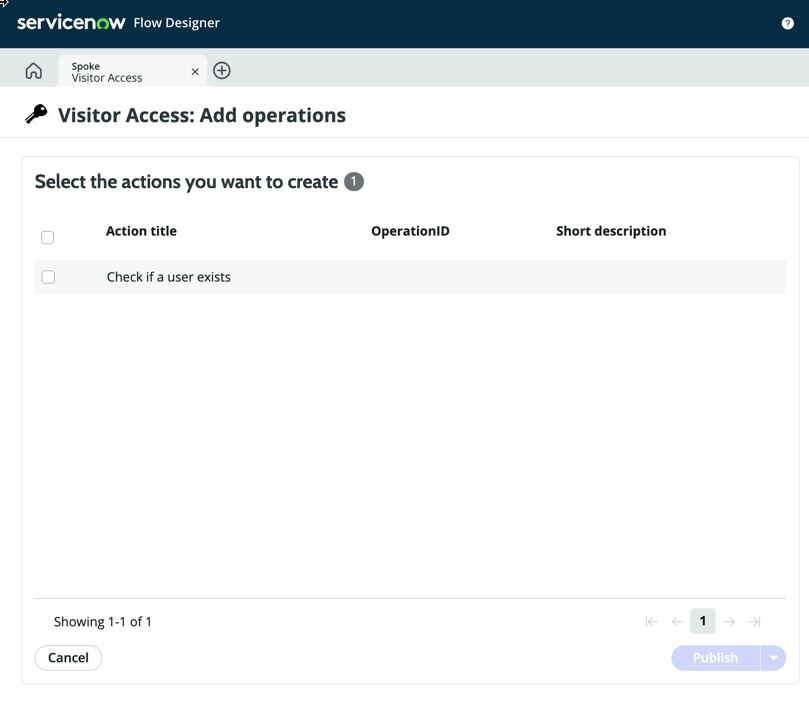 servicenow Flow Designer
?
Spoke
Visitor Access
Visitor Access: Add operations
Select the actions you want to create 1
Action title OperationID Short description
Check if a user exists
Showing 1-1 of 1
1
Cancel
Publish